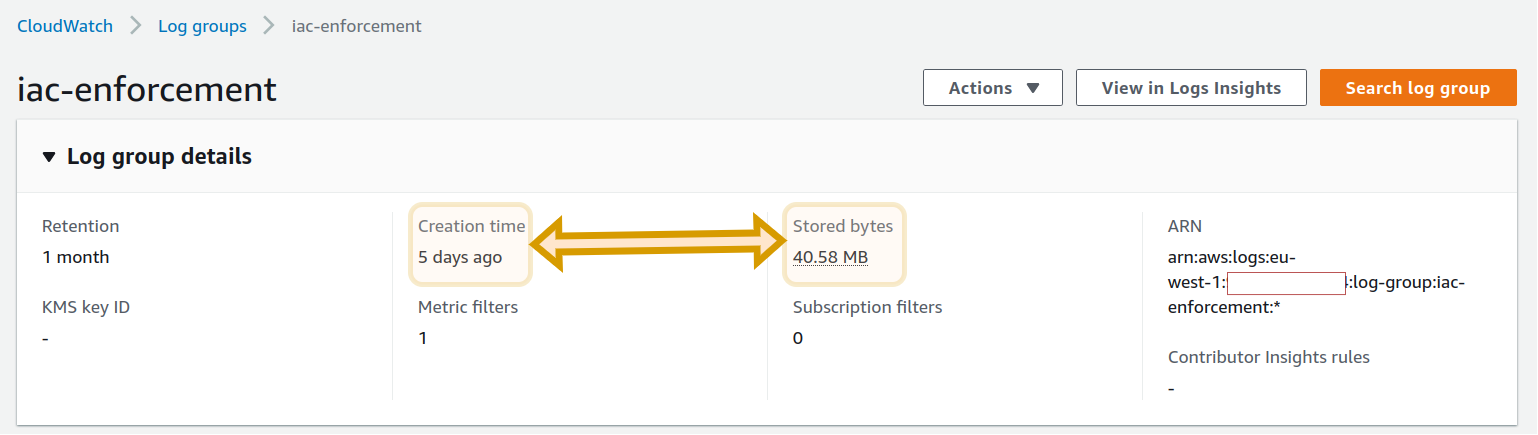 CloudWatch > Log groups > iac-enforcement
iac-enforcement
Actions ▼
View in Logs Insights
Search log group
▼ Log group details
Retention
1 month
KMS key ID
-
Creation time
5 days ago
Metric filters
1
Stored bytes
40.58 MB
Subscription filters
0
ARN
arn:aws:logs:eu-
west-1: :log-group:iac-
enforcement:*
Contributor Insights rules
-